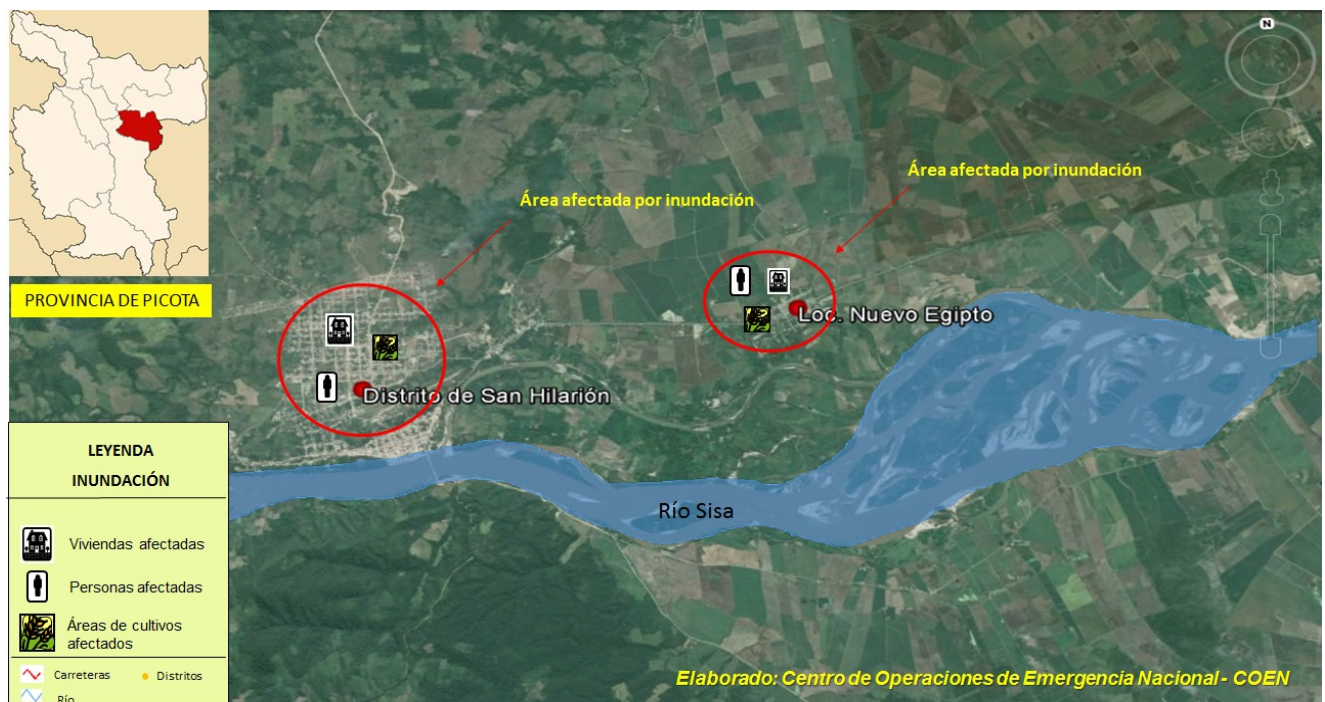 N
Área afectada por inundación
Área afectada por inundación
PROVINCIA DE PICOTA
Loc. Nuevo Egipto
Distrito de San Hilarión
Río Sisa
LEYENDA
INUNDACIÓN
Viviendas afectadas
Personas afectadas
Áreas de cultivos
afectados
Carreteras
Distritos
Río
Elaborado: Centro de Operaciones de Emergencia Nacional - COEN